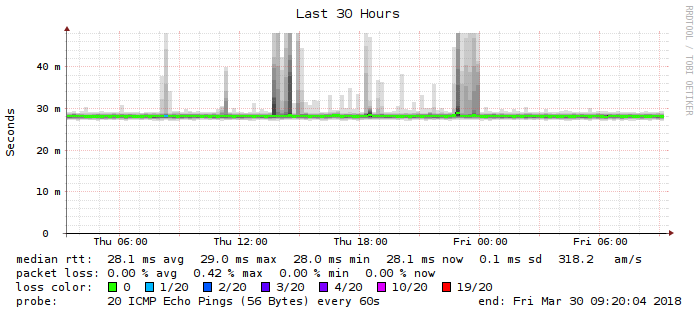 Last 30 Hours
RRDTOOL / TOBI OETIKER
Seconds
40 m
30 m
20 m
10 m
0
Thu 06:00 Thu 12:00 Thu 18:00 Fri 00:00 Fri 06:00
median rtt: 28.1 ms avg 29.0 ms max 28.0 ms min 28.1 ms now 0.1 ms sd 318.2 am/s
packet loss: 0.00 % avg 0.42 % max 0.00 % min 0.00 % now
loss color: 0 1/20 2/20 3/20 4/20 10/20 19/20
probe: 20 ICMP Echo Pings (56 Bytes) every 60s end: Fri Mar 30 09:20:04 2018